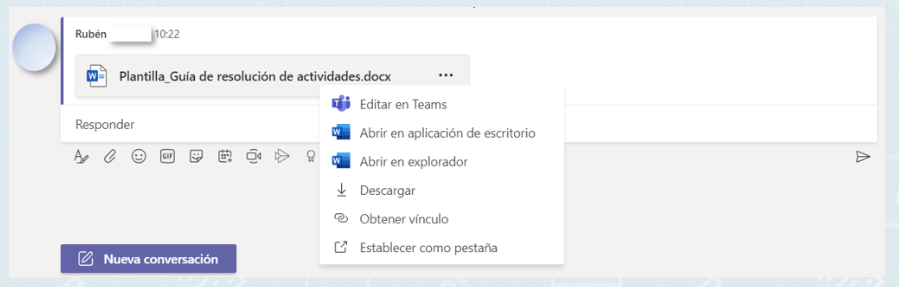 Rubén 10:22
Plantilla_Guía de resolución de actividades.docx
Editar en Teams
Abrir en aplicación de escritorio
Abrir en explorador
Descargar
Obtener vínculo
Establecer como pestaña
Responder
GIF
Nueva conversación